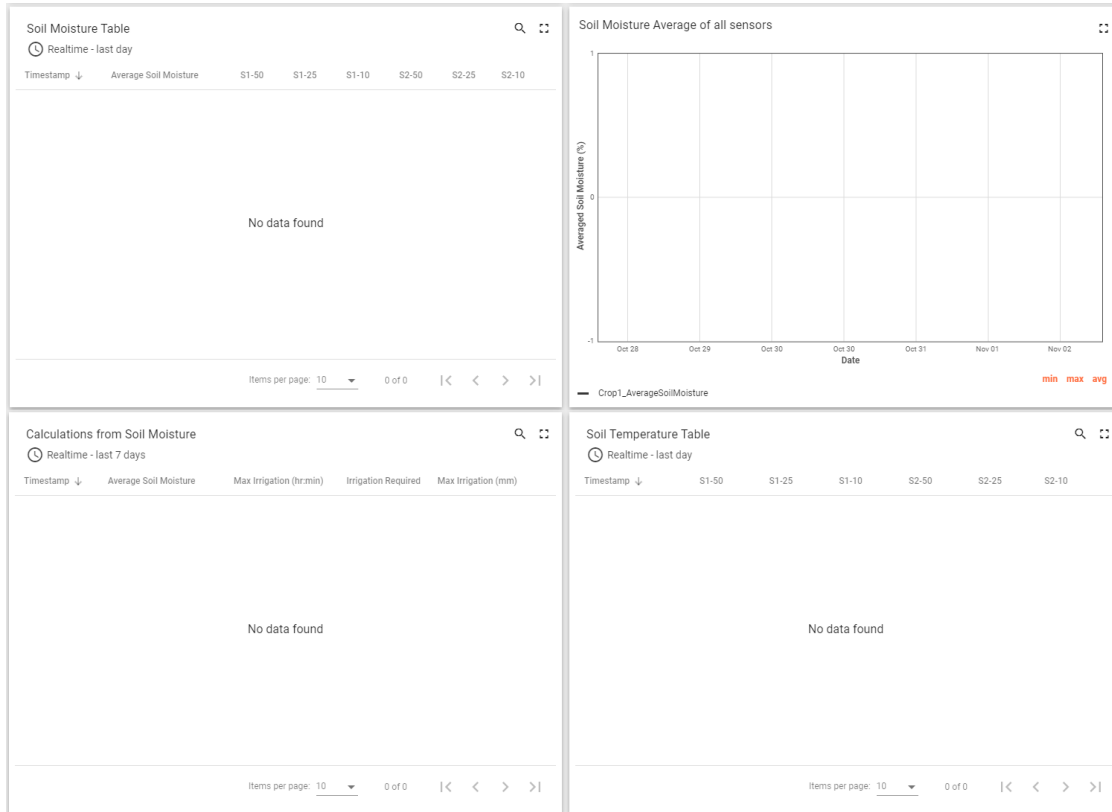 Soil Moisture Table
Realtime - last day
Timestamp Average Soil Moisture S1-50 S1-25 S1-10 S2-50 S2-25 S2-10
No data found
Items per page: 10 0 of 0
Soil Moisture Average of all sensors
1
0
-1
Averaged Soil Moisture (%)
Oct 28 Oct 29 Oct 30 Oct 30 Oct 31 Nov 01 Nov 02
Date
min max avg
Crop1_AverageSoilMoisture
Calculations from Soil Moisture
Realtime - last 7 days
Timestamp Average Soil Moisture Max Irrigation (hr:min) Irrigation Required Max Irrigation (mm)
No data found
Items per page: 10 0 of 0
Soil Temperature Table
Realtime - last day
Timestamp S1-50 S1-25 S1-10 S2-50 S2-25 S2-10
No data found
Items per page: 10 0 of 0